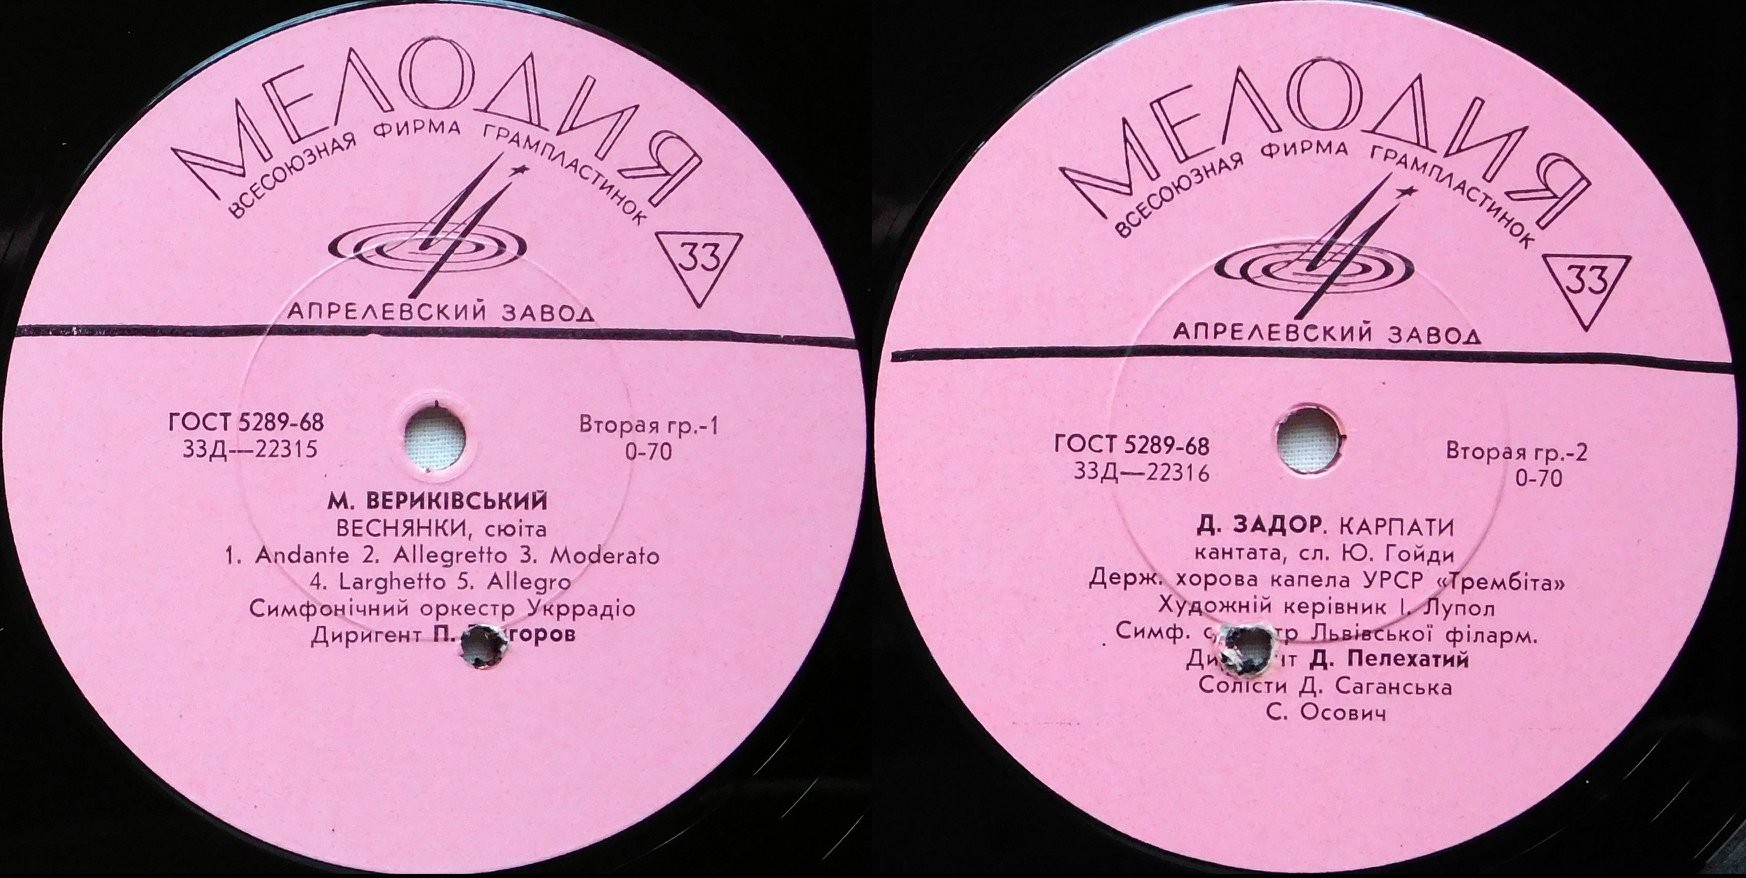 МЕЛОДИЯ
ВСЕСОЮЗНАЯ ФИРМА ГРАМПЛАСТИНОК
33
АПРЕЛЕВСКИЙ ЗАВОД
ГОСТ 5289-68
33Д—22315
Вторая гр.-1
0-70
М. ВЕРИКІВСЬКИЙ
ВЕСНЯНКИ, сюїта
1. Andante 2. Allegretto 3. Moderato
4. Larghetto 5. Allegro
Симфонічний оркестр Укррадіо
Диригент П.
МЕЛОДИЯ
ВСЕСОЮЗНАЯ ФИРМА ГРАМПЛАСТИНОК
33
АПРЕЛЕВСКИЙ ЗАВОД
ГОСТ 5289-68
33Д—22316
Вторая гр.-2
0-70
Д. ЗАДОР. КАРПАТИ
кантата, сл. Ю. Гойди
Держ. хорова капела УРСР «Трембіта»
Художній керівник І. Лупол
Симф. Львівської філарм.
Д. Пелехатий
Солісти Д. Саганська
С. Осович